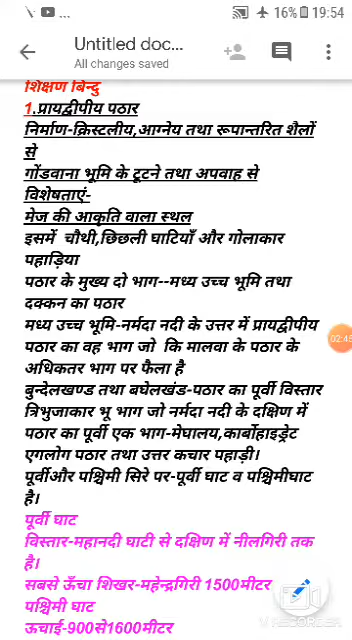 16% 19:54
Untitled doc...
All changes saved
शिक्षण बिन्दु
1.प्रायद्वीपीय पठार
निर्माण-क्रिस्टलीय,आग्नेय तथा रूपान्तरित शैलों
से
गोंडवाना भूमि के टूटने तथा अपवाह से
विशेषताएं-
मेज की आकृति वाला स्थल
इसमें चौथी,छिछली घाटियाँ और गोलाकार
पहाड़िया
पठार के मुख्य दो भाग--मध्य उच्च भूमि तथा
दक्कन का पठार
मध्य उच्च भूमि-नर्मदा नदी के उत्तर में प्रायद्वीपीय
पठार का वह भाग जो कि मालवा के पठार के
अधिकतर भाग पर फैला है
बुन्देलखण्ड तथा बघेलखंड-पठार का पूर्वी विस्तार
त्रिभुजाकार भू भाग जो नर्मदा नदी के दक्षिण में
पठार का पूर्वी एक भाग-मेघालय,कार्बोहाइड्रेट
एगलोग पठार तथा उत्तर कचार पहाड़ी।
पूर्वीऔर पश्चिमी सिरे पर-पूर्वी घाट व पश्चिमीघाट
है।
पूर्वी घाट
विस्तार-महानदी घाटी से दक्षिण में नीलगिरी तक
है।
सबसे ऊँचा शिखर-महेन्द्रगिरी 1500मीटर
पश्चिमी घाट
ऊचाई-900से1600मीटर